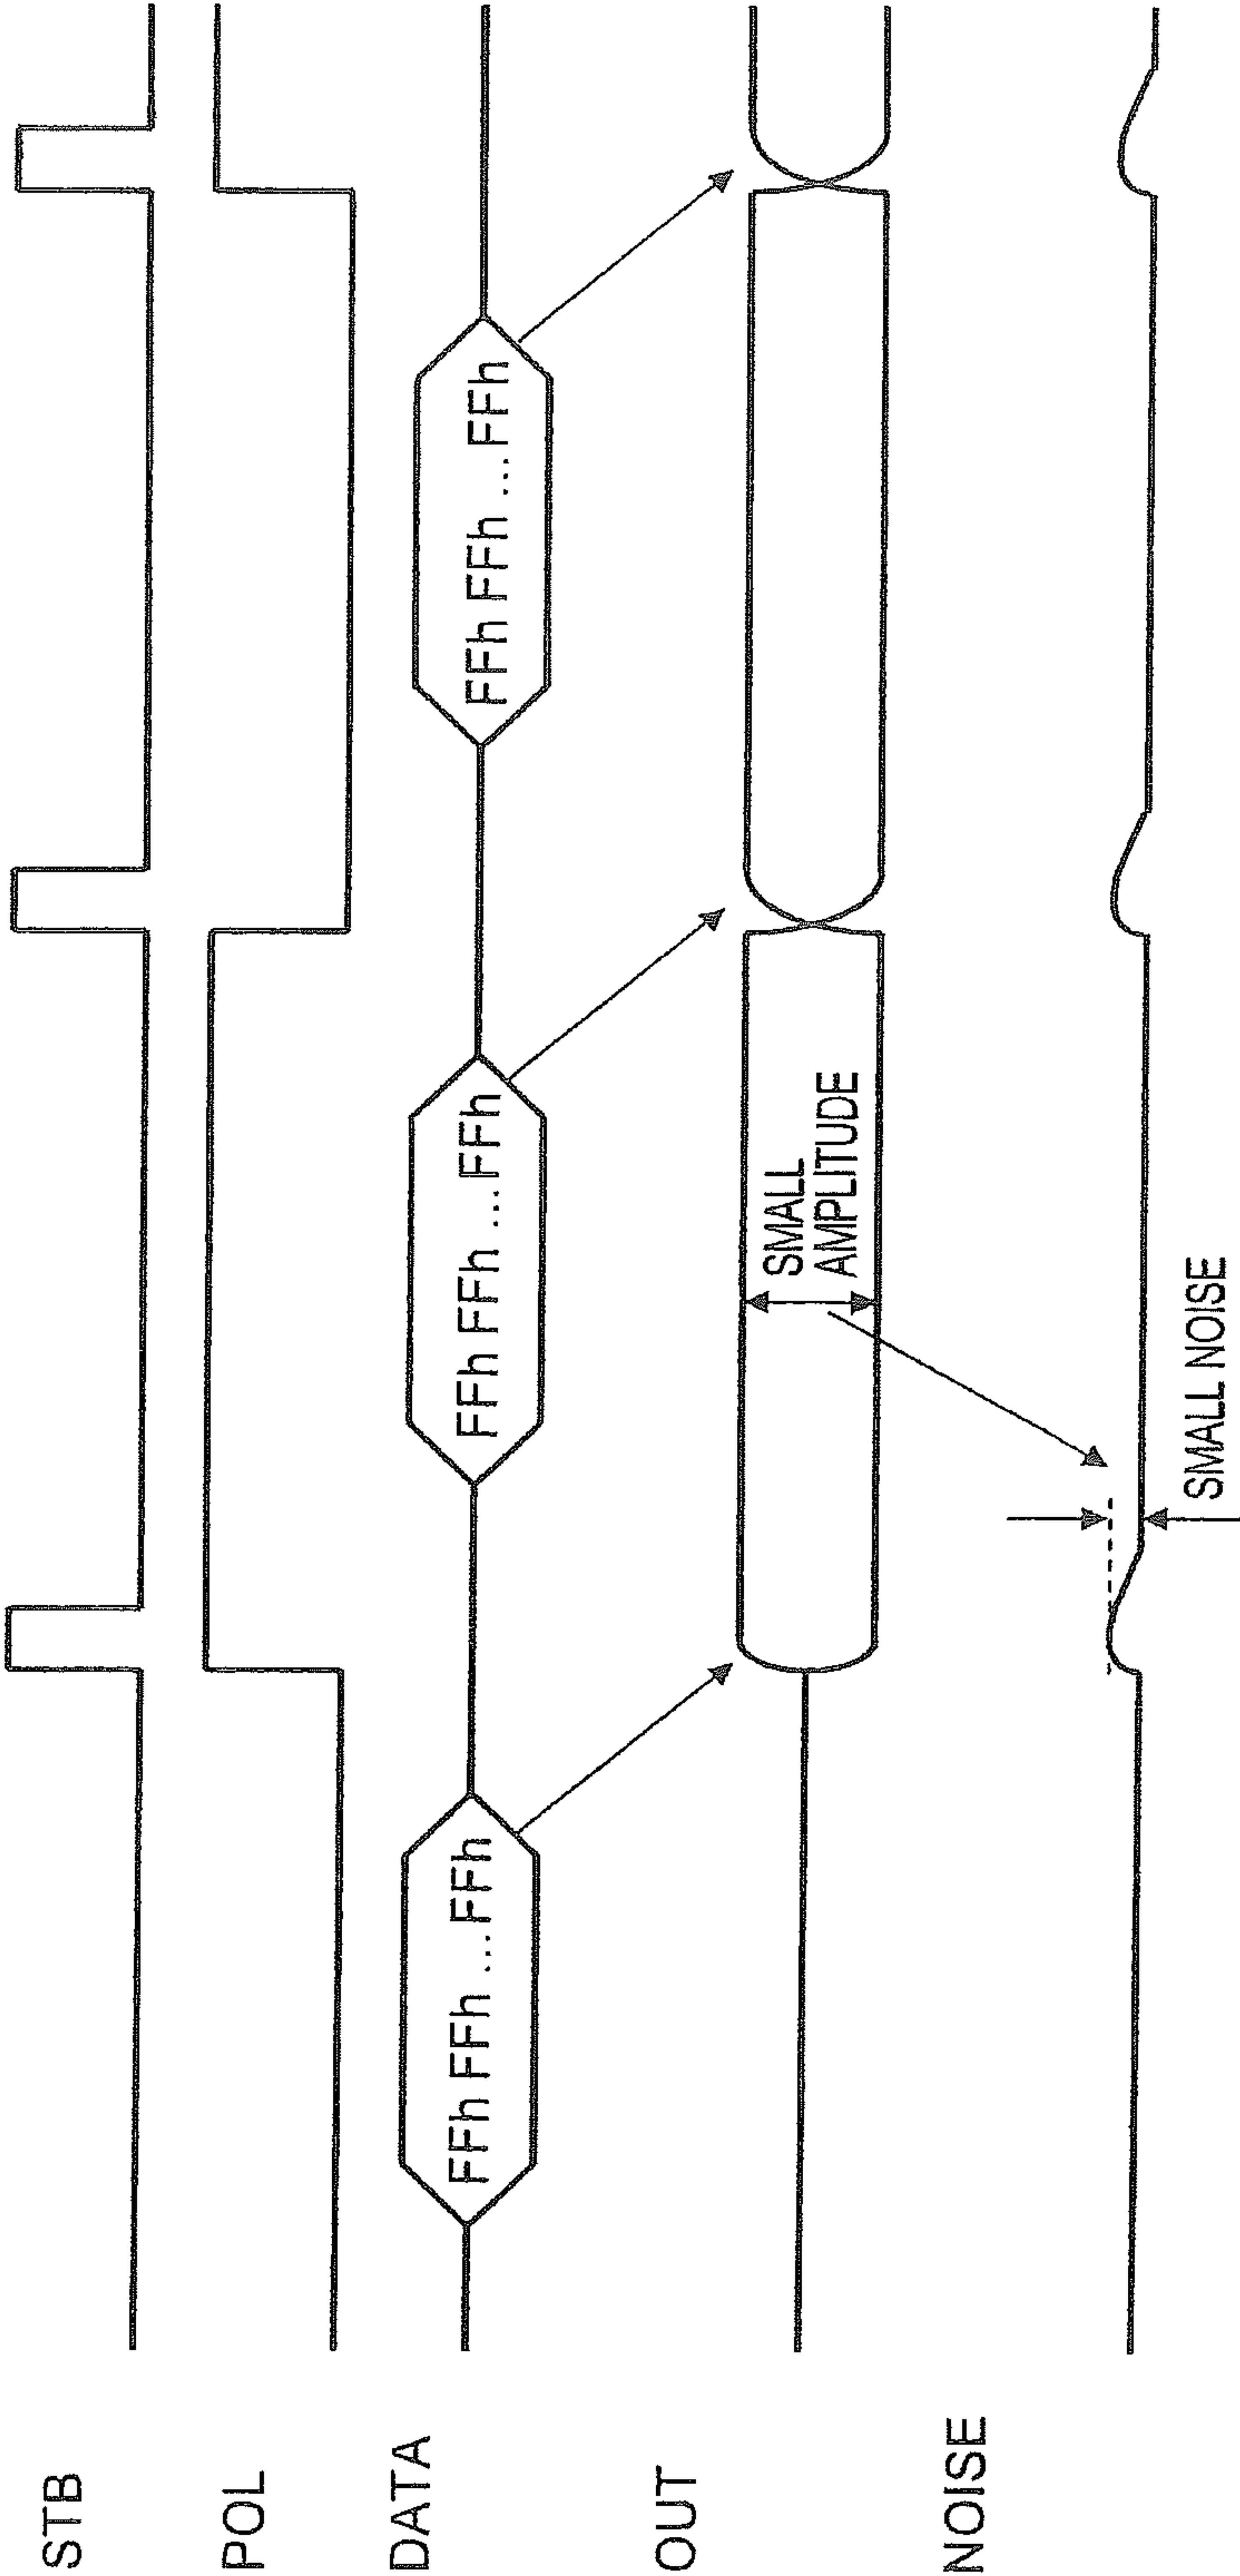 STB
POL
DATA
FFh FFh ...FFh
FFh FFh ...FFh
FFh FFh ...FFh
OUT
SMALL
AMPLITUDE
NOISE
SMALL NOISE